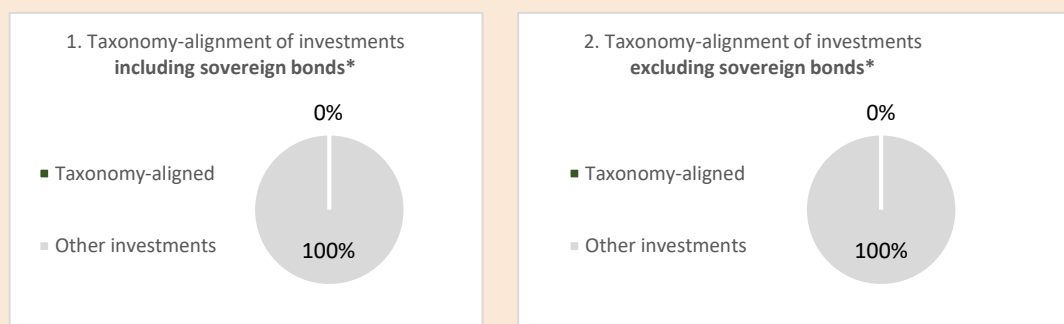 1. Taxonomy-alignment of investments
including sovereign bonds*
0%
Taxonomy-aligned
Other investments
100%
2. Taxonomy-alignment of investments
excluding sovereign bonds*
0%
Taxonomy-aligned
Other investments
100%